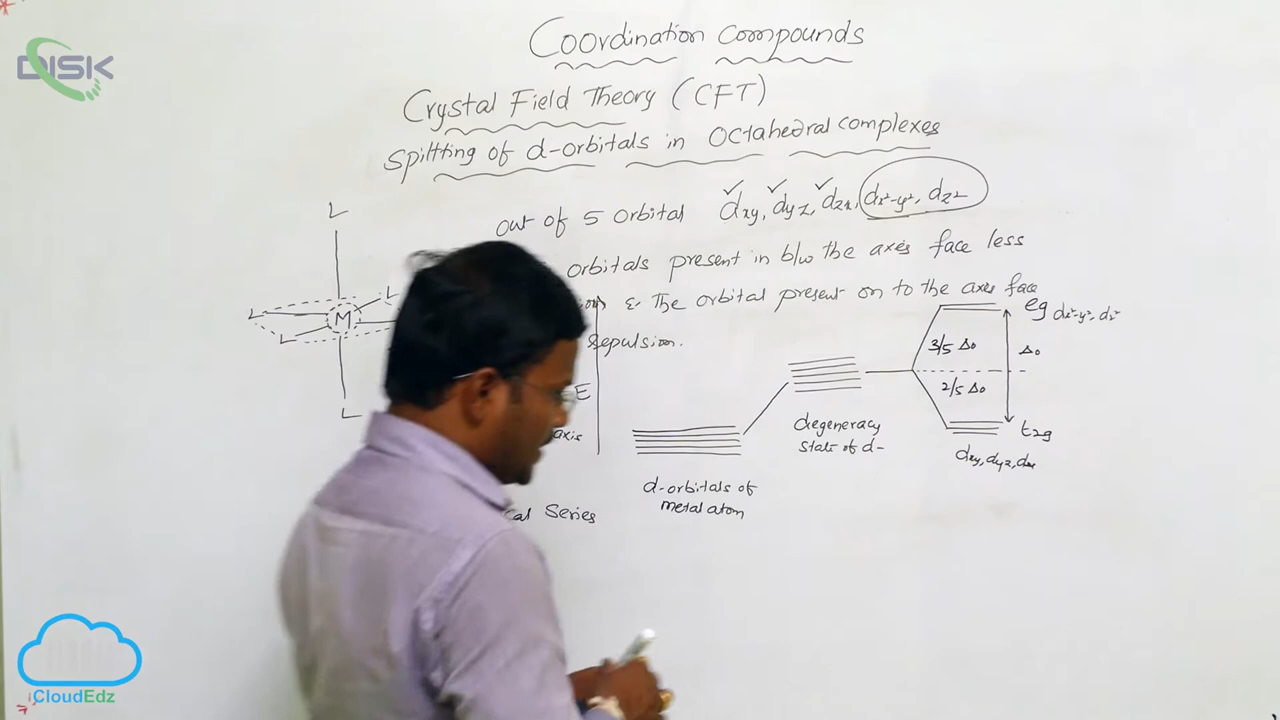 DISK
Coordination Compounds
Crystal Field Theory (CFT)
Spiltting of d-orbitals in Octahedral complexes
out of 5 orbital dxy, dyz, dzx, dx²-y², dz²
orbitals present in b/w the axes face less
& The orbital present on to the axes face
repulsion.
L
L
L
M
L
L
E
axis
Series
d-orbitals of
metal atom
degeneracy
state of d-
3/5 Δo
2/5 Δo
Δo
eg dx²-y², dz²
t2g
dxy, dyz, dzx
iCloudEdz